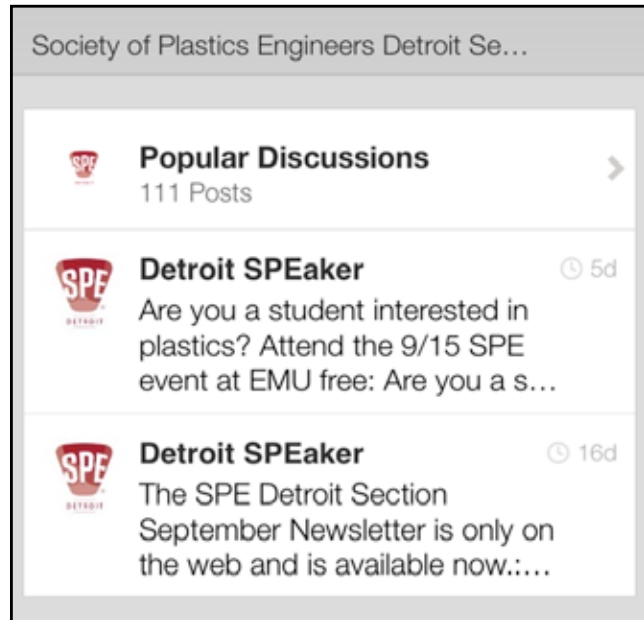 Society of Plastics Engineers Detroit Se...
SPE
Popular Discussions
111 Posts
SPE
DETROIT
Detroit SPEaker
5d
Are you a student interested in
plastics? Attend the 9/15 SPE
event at EMU free: Are you a s...
SPE
DETROIT
Detroit SPEaker
16d
The SPE Detroit Section
September Newsletter is only on
the web and is available now.:...